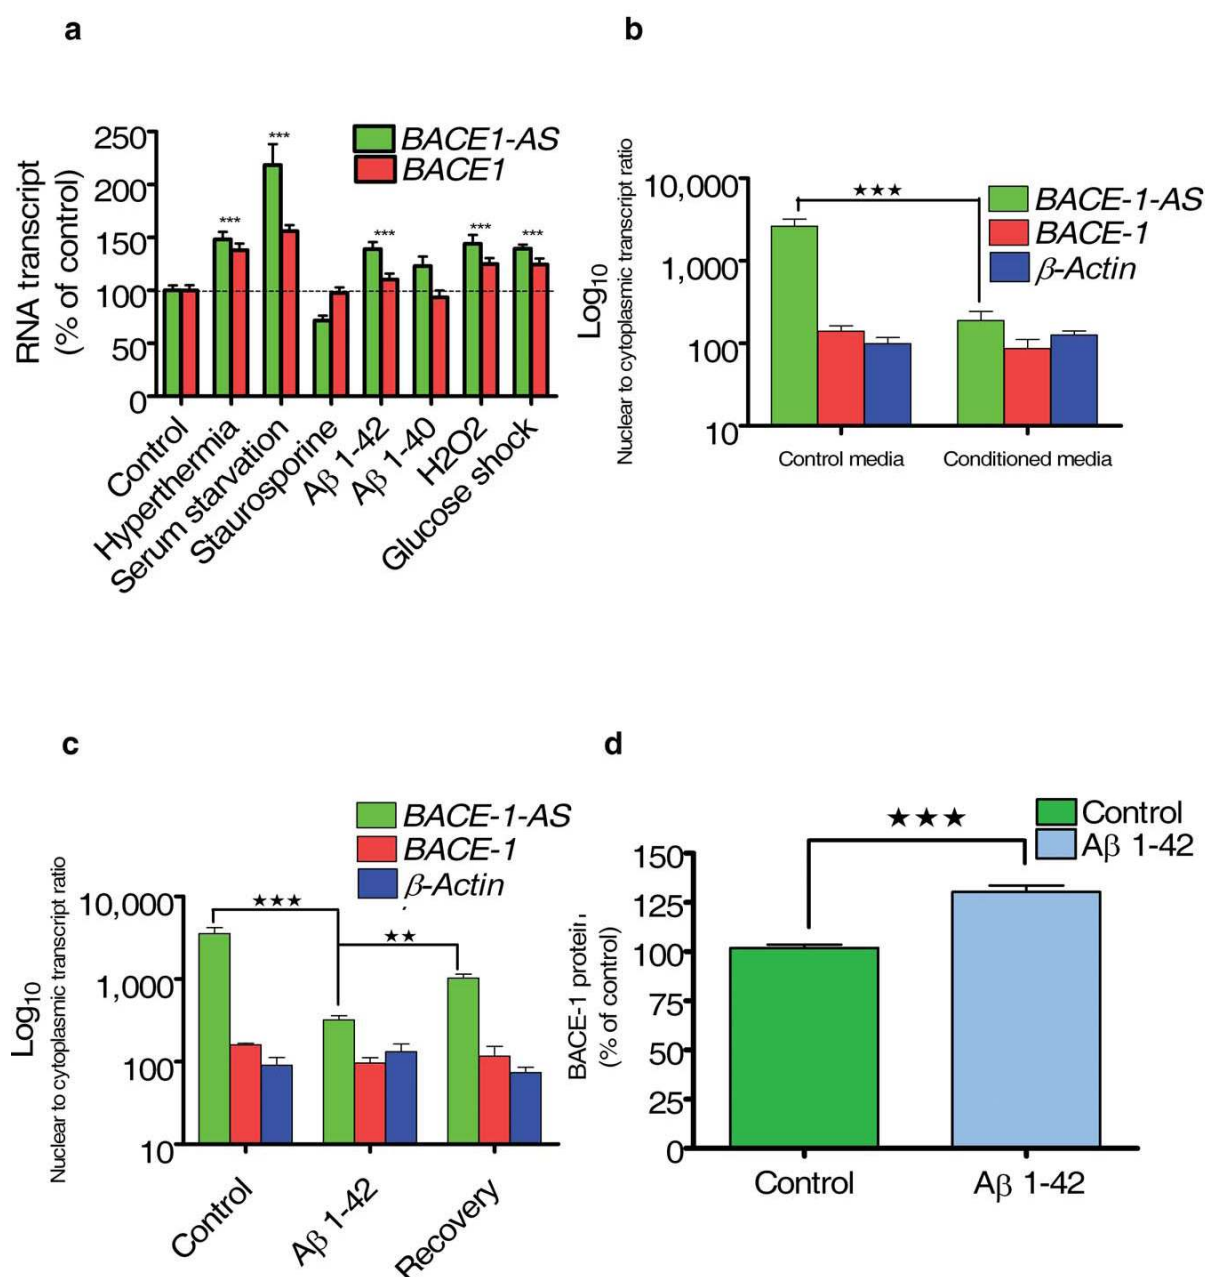 a
250
200
150
100
50
0
RNA transcript
(% of control)
BACE1-AS
BACE1
***
***
***
***
***
Control
Hyperthermia
Serum starvation
Staurosporine
Aβ 1-42
Aβ 1-40
H2O2
Glucose shock
b
Log10
Nuclear to cytoplasmic transcript ratio
10,000
1,000
100
10
★★★
BACE-1-AS
BACE-1
β-Actin
Control media
Conditioned media
c
BACE-1-AS
BACE-1
β-Actin
Log10
Nuclear to cytoplasmic transcript ratio
10,000
1,000
100
10
★★★
★★
Control
Aβ 1-42
Recovery
d
Control
Aβ 1-42
★★★
BACE-1 protein
(% of control)
150
125
100
75
50
25
0
Control
Aβ 1-42